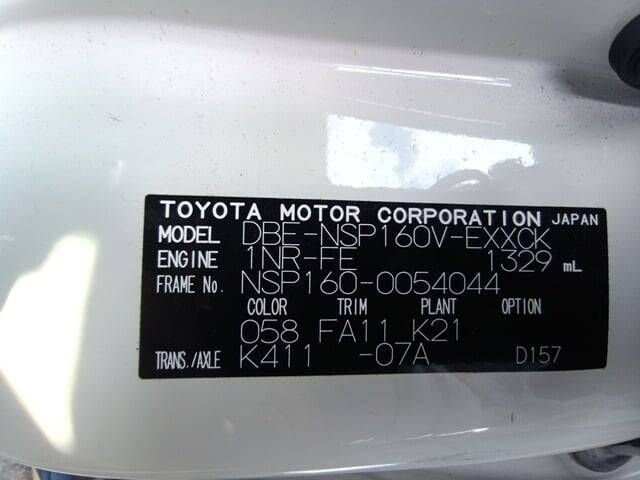 TOYOTA MOTOR CORPORATION JAPAN
MODEL DBE-NSP160V-EXXCK
ENGINE 1NR-FE 1329 mL
FRAME No. NSP160-0054044
COLOR TRIM PLANT OPTION
058 FA11 K21
TRANS./AXLE K411 -07A D157